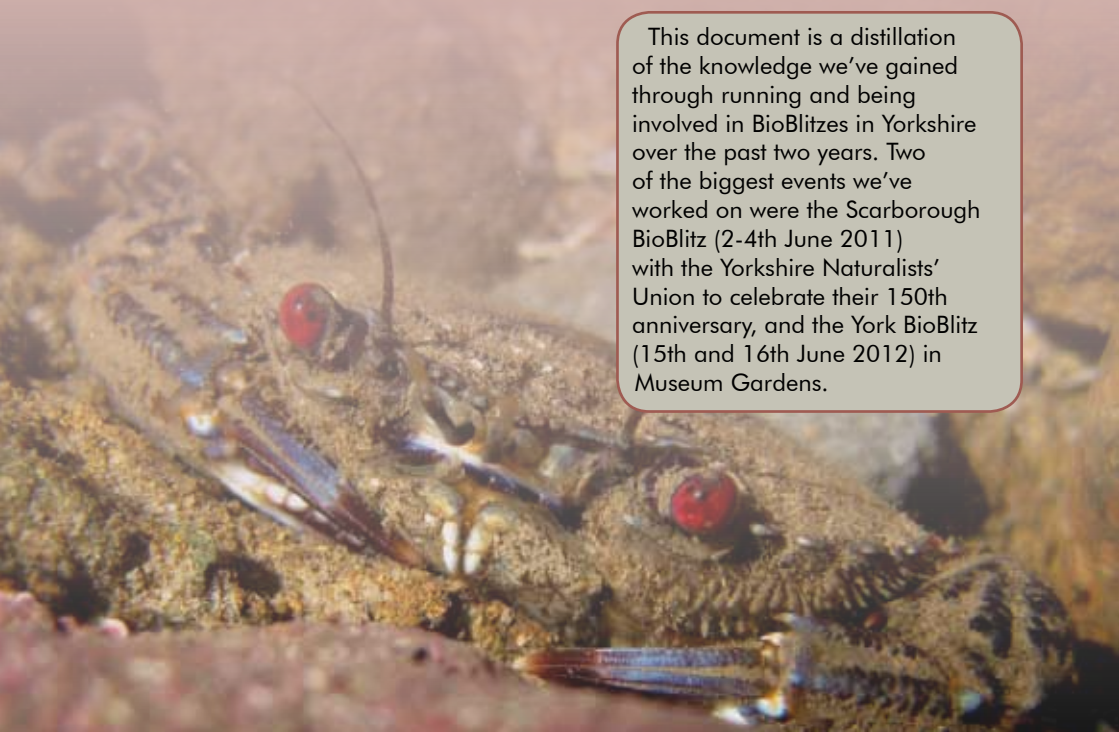 This document is a distillation
of the knowledge we've gained
through running and being
involved in BioBlitzes in Yorkshire
over the past two years. Two
of the biggest events we've
worked on were the Scarborough
BioBlitz (2-4th June 2011)
with the Yorkshire Naturalists'
Union to celebrate their 150th
anniversary, and the York BioBlitz
(15th and 16th June 2012) in
Museum Gardens.